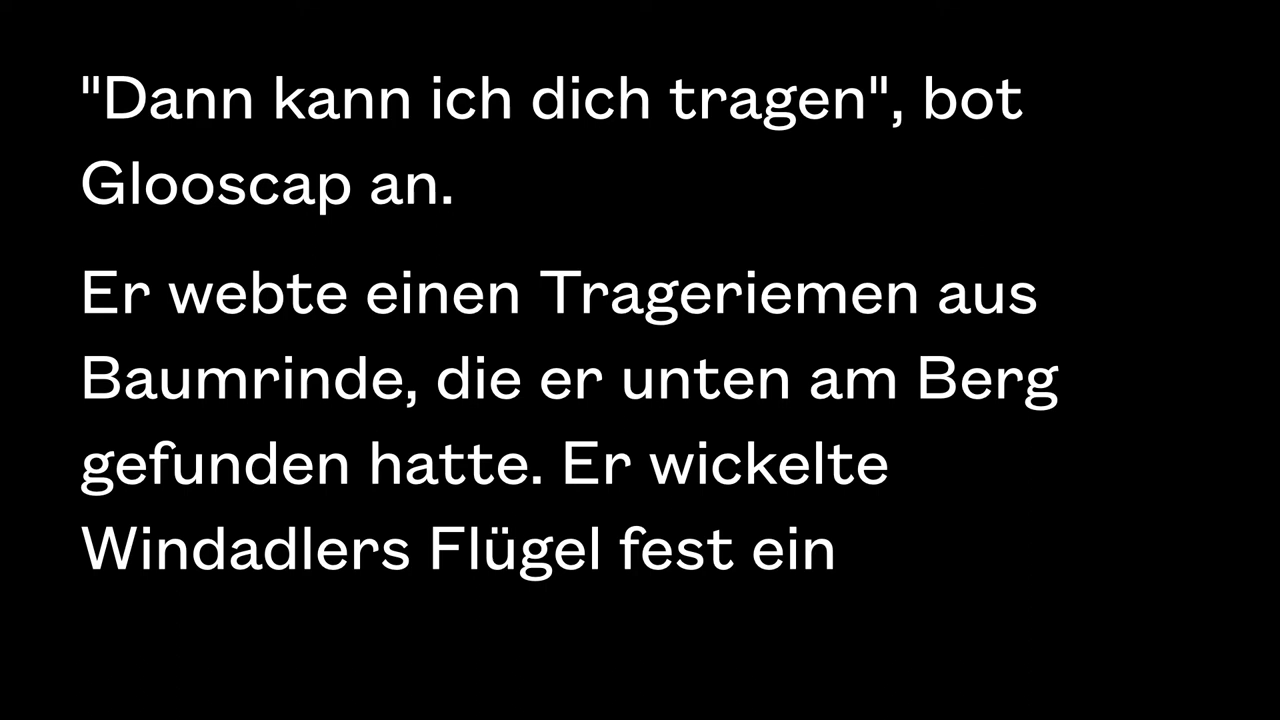 "Dann kann ich dich tragen", bot
Glooscap an.
Er webte einen Trageriemen aus
Baumrinde, die er unten am Berg
gefunden hatte. Er wickelte
Windadlers Flügel fest ein